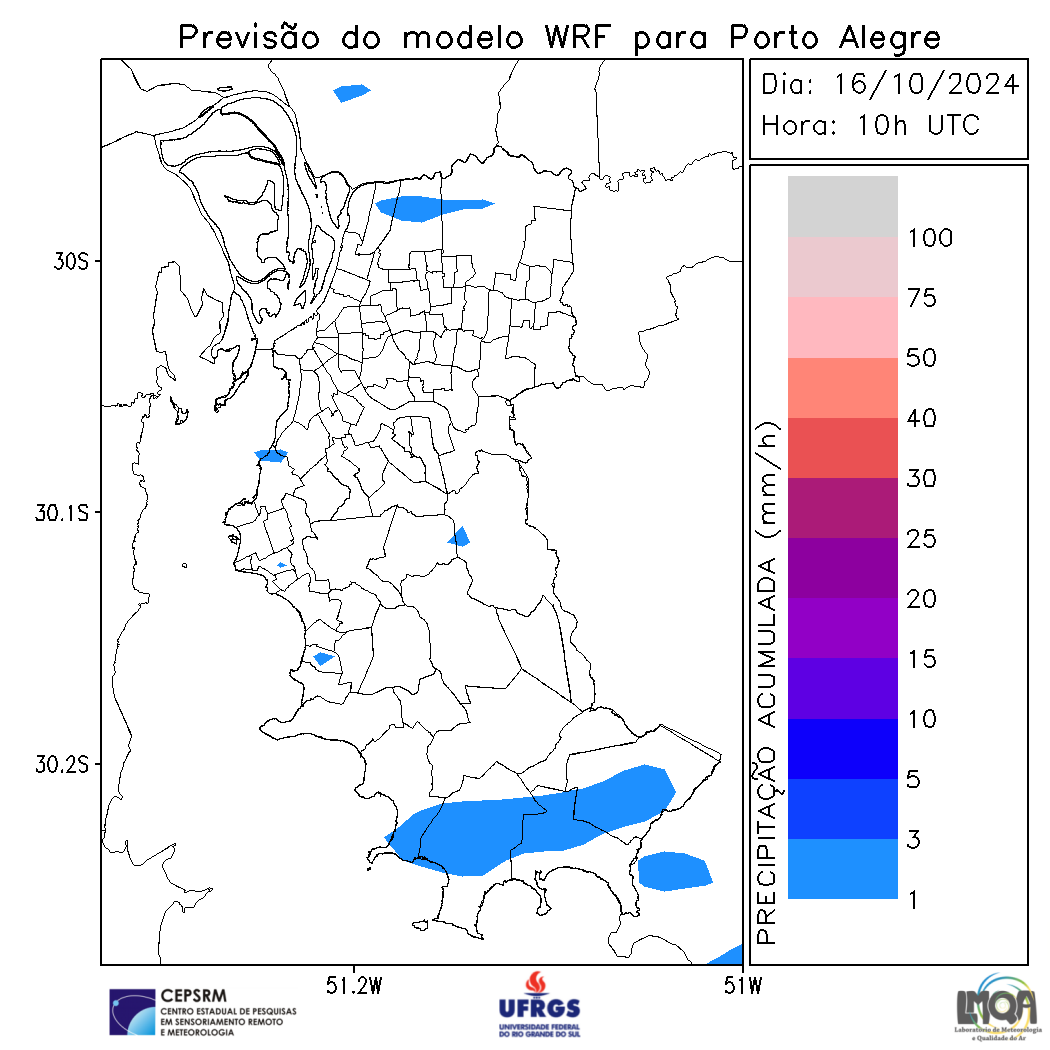 Previsão do modelo WRF para Porto Alegre
Dia: 16/10/2024
Hora: 10h UTC
30S
30.1S
30.2S
51.2W
51W
PRECIPITAÇÃO ACUMULADA (mm/h)
100
75
50
40
30
25
20
15
10
5
3
1
CEPSRM
CENTRO ESTADUAL DE PESQUISAS
EM SENSORIAMENTO REMOTO
E METEOROLOGIA
UFRGS
UNIVERSIDADE FEDERAL
DO RIO GRANDE DO SUL
LMQA
Laboratório de Meteorologia
e Qualidade do Ar